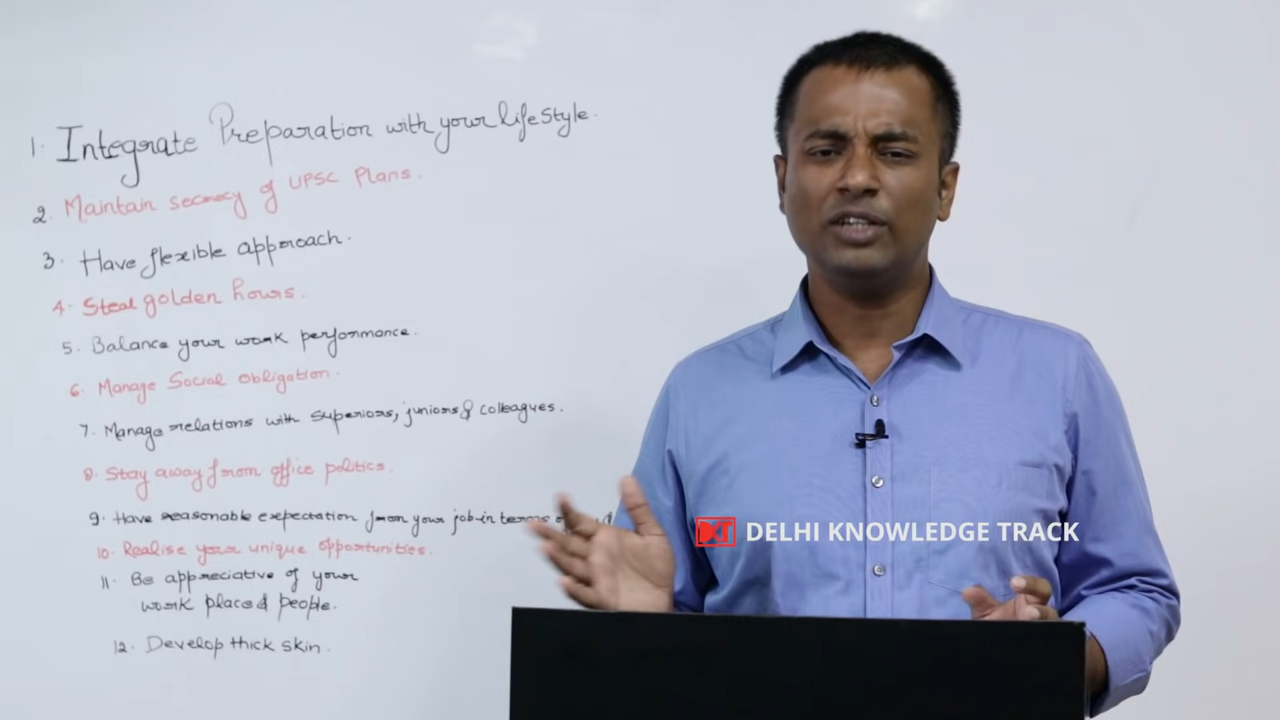 1. Integrate Preparation with your lifestyle.
2. Maintain secrecy of UPSC Plans.
3. Have flexible approach.
4. Steal golden hours.
5. Balance your work performance.
6. Manage Social obligation.
7. Manage relations with superiors, juniors & colleagues.
8. Stay away from office politics.
9. Have reasonable expectation from your job-in terms
10. Realise your unique opportunities.
11. Be appreciative of your
work place & people.
12. Develop thick skin.
DKT DELHI KNOWLEDGE TRACK